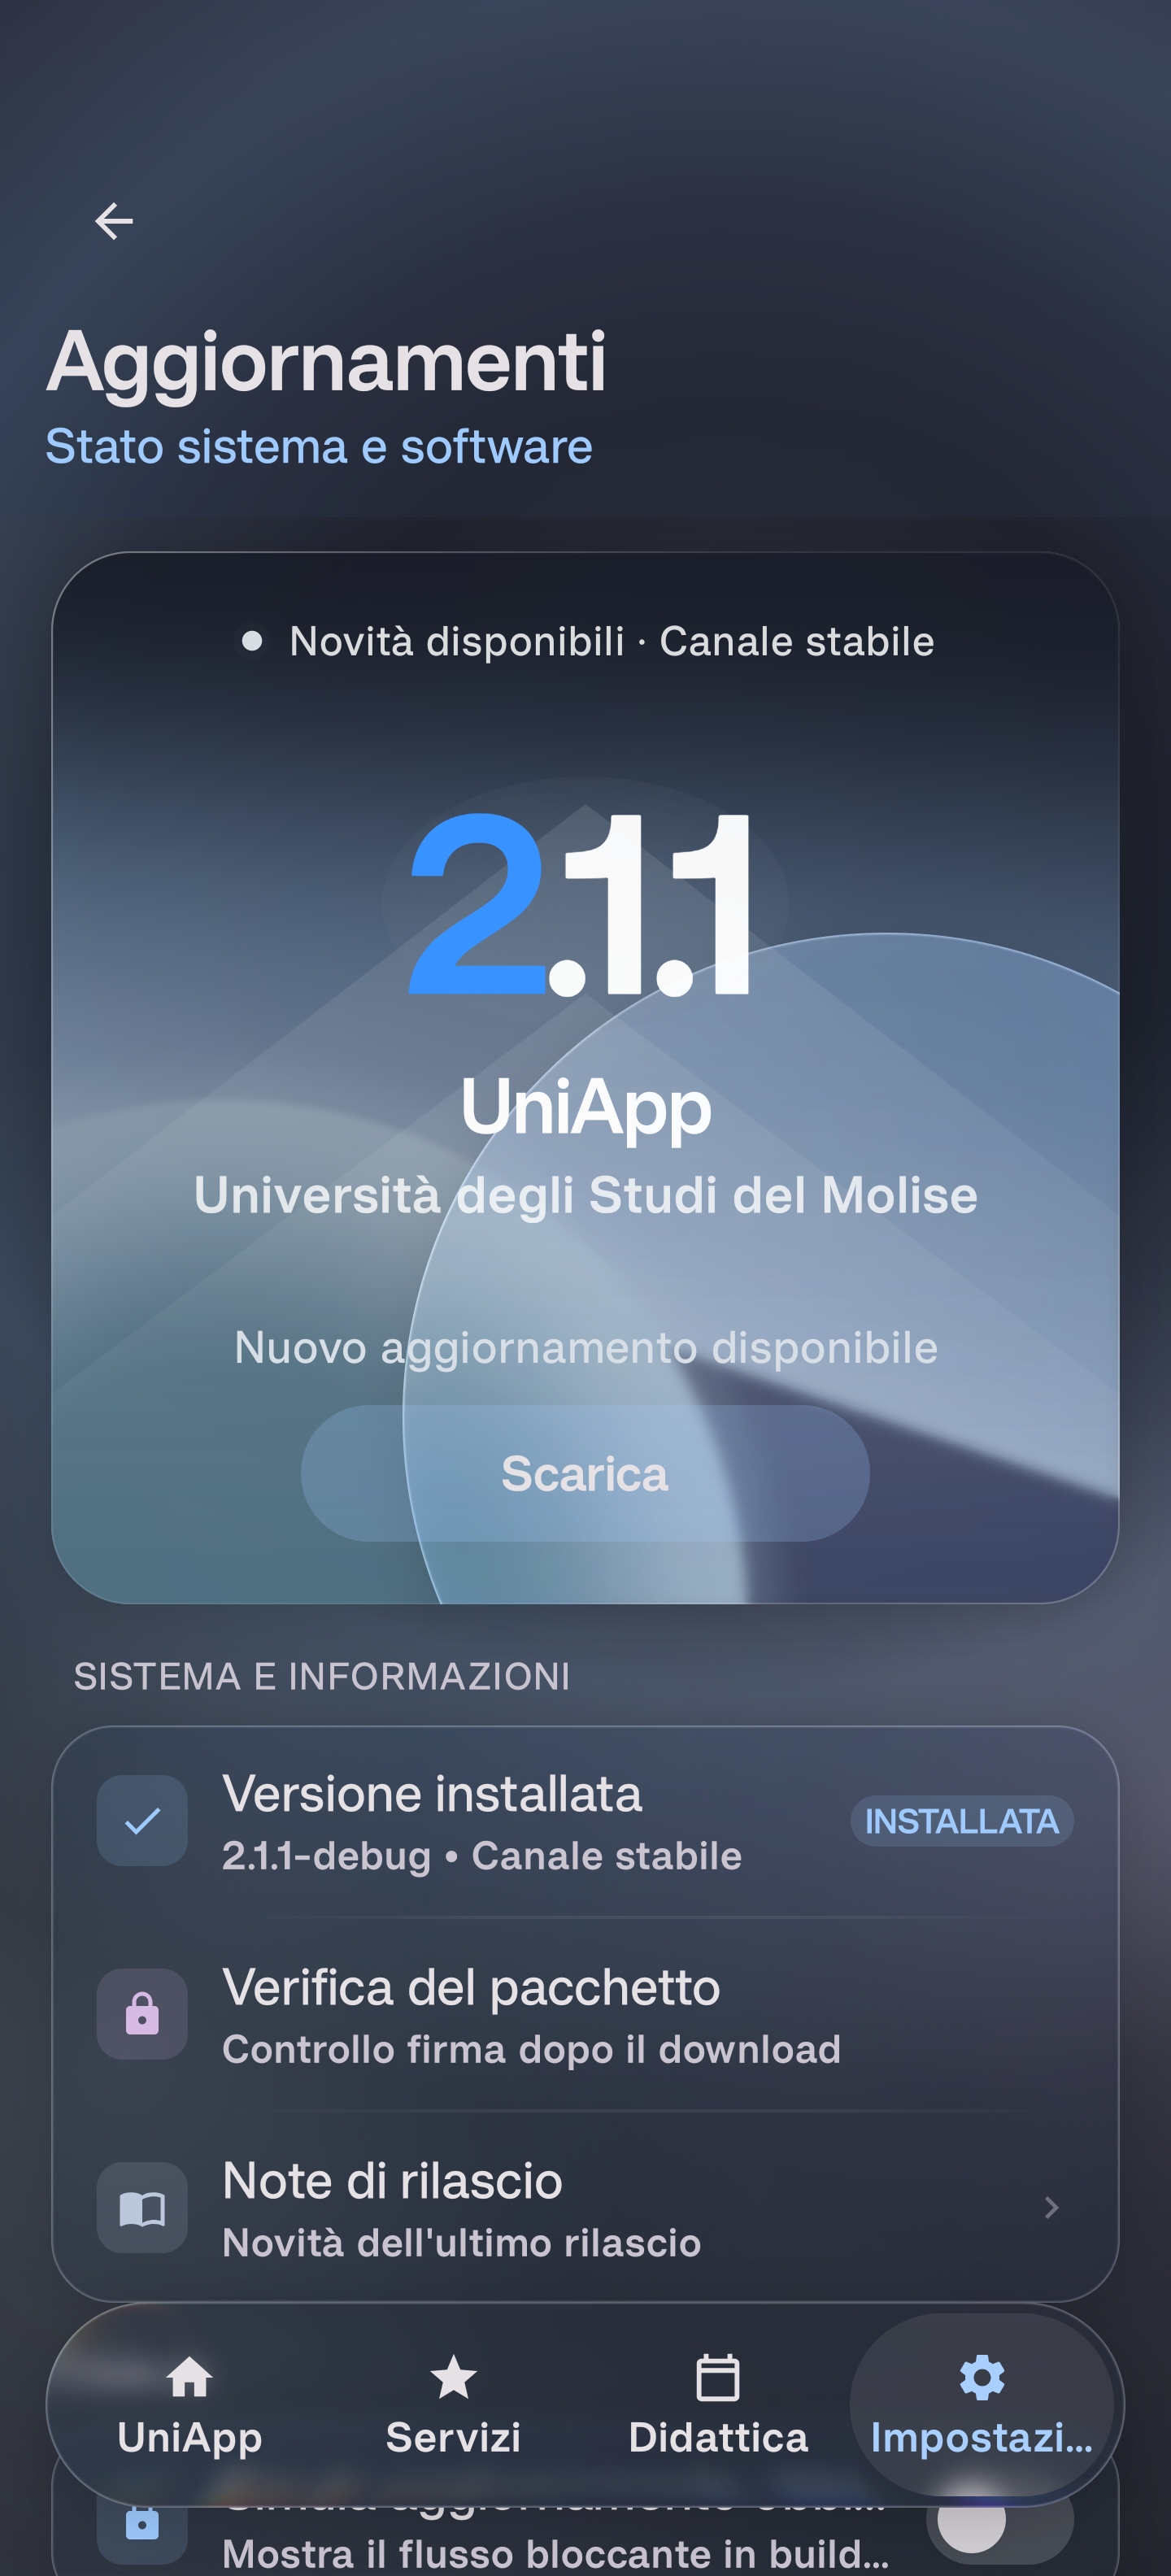 Aggiornamenti
Stato sistema e software
Novità disponibili · Canale stabile
2.1.1
UniApp
Università degli Studi del Molise
Nuovo aggiornamento disponibile
Scarica
SISTEMA E INFORMAZIONI
Versione installata
2.1.1-debug • Canale stabile
INSTALLATA
Verifica del pacchetto
Controllo firma dopo il download
Note di rilascio
Novità dell'ultimo rilascio
UniApp
Servizi
Didattica
Impostazi...
Mostra il flusso bloccante in build...